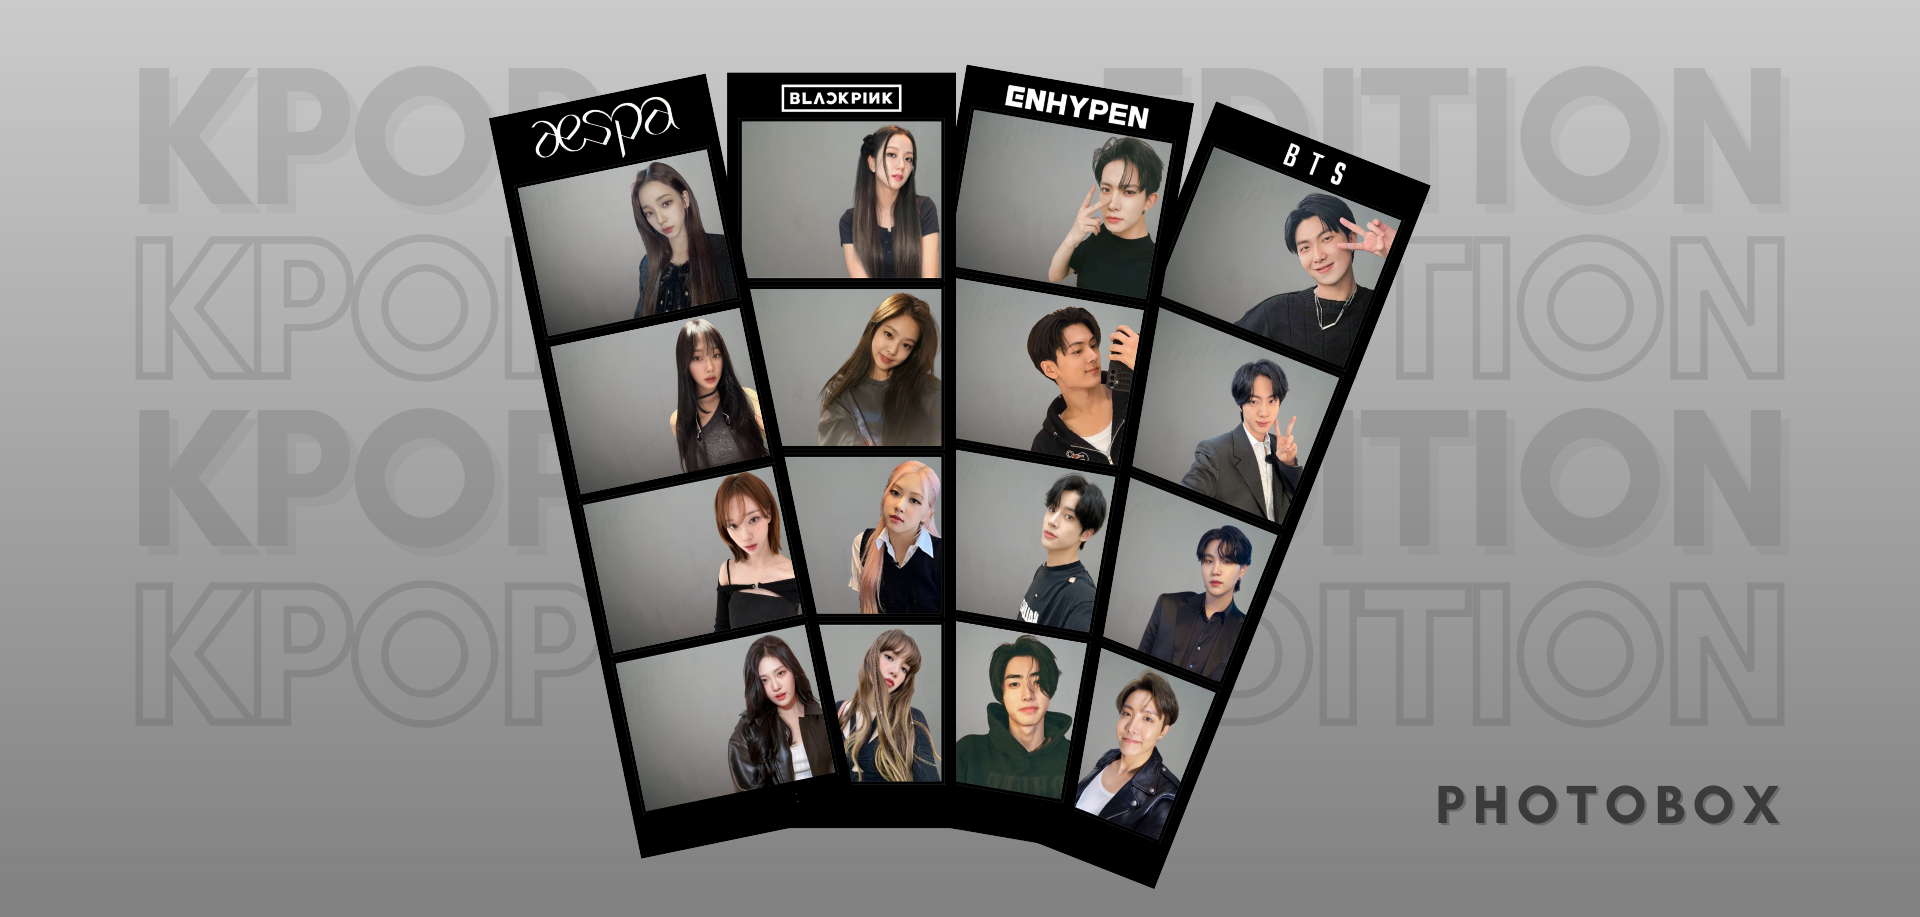 KPOP EDITION
KPOP EDITION
KPOP EDITION
KPOP EDITION
aespa
BLACKPINK
ENHYPEN
BTS
PHOTOBOX